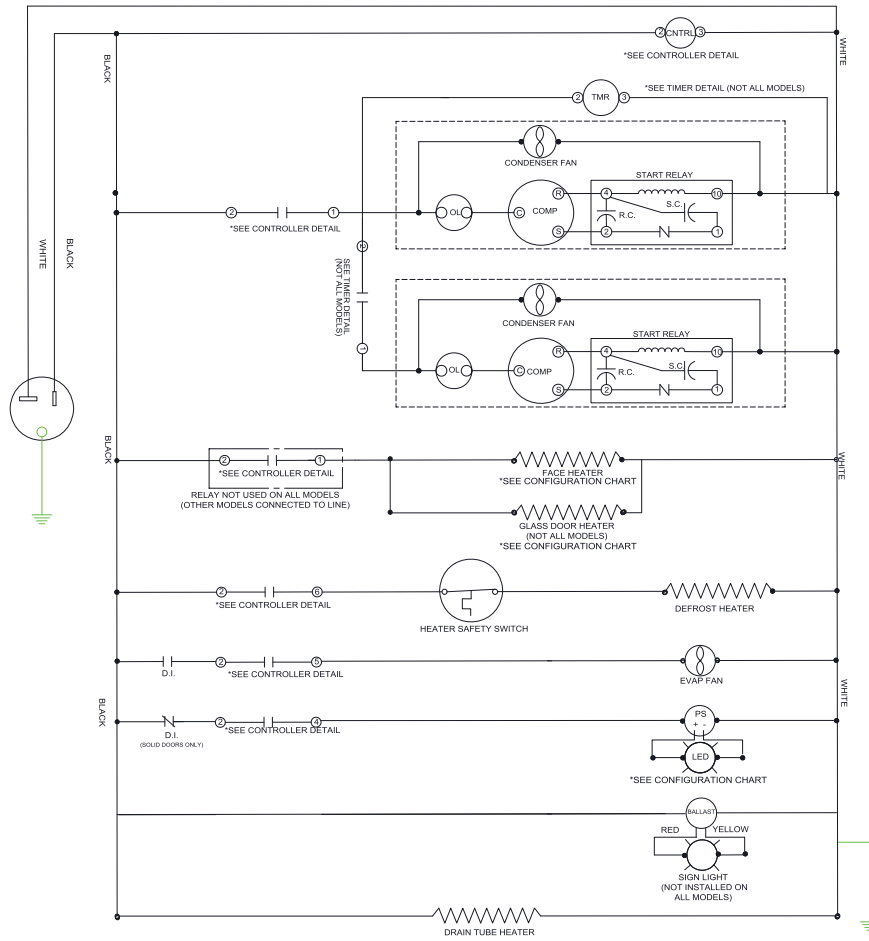 2 CNTRL 3
*SEE CONTROLLER DETAIL
BLACK
WHITE
2 TMR 3
*SEE TIMER DETAIL (NOT ALL MODELS)
CONDENSER FAN
START RELAY
R 4 10
OL C COMP
R.C. S.C.
S 2 N 1
2 1
*SEE CONTROLLER DETAIL
WHITE
BLACK
2
SEE TIMER DETAIL
(NOT ALL MODELS)
1
CONDENSER FAN
START RELAY
R 4 10
OL C COMP
R.C. S.C.
S 2 N 1
BLACK
WHITE
2 1
*SEE CONTROLLER DETAIL
RELAY NOT USED ON ALL MODELS
(OTHER MODELS CONNECTED TO LINE)
FACE HEATER
*SEE CONFIGURATION CHART
GLASS DOOR HEATER
(NOT ALL MODELS)
*SEE CONFIGURATION CHART
2 6
*SEE CONTROLLER DETAIL
HEATER SAFETY SWITCH
DEFROST HEATER
2 5
D.I.
*SEE CONTROLLER DETAIL
EVAP FAN
BLACK
WHITE
2 4
D.I.
(SOLID DOORS ONLY)
*SEE CONTROLLER DETAIL
PS
+ -
LED
*SEE CONFIGURATION CHART
BALLAST
RED YELLOW
SIGN LIGHT
(NOT INSTALLED ON
ALL MODELS)
DRAIN TUBE HEATER